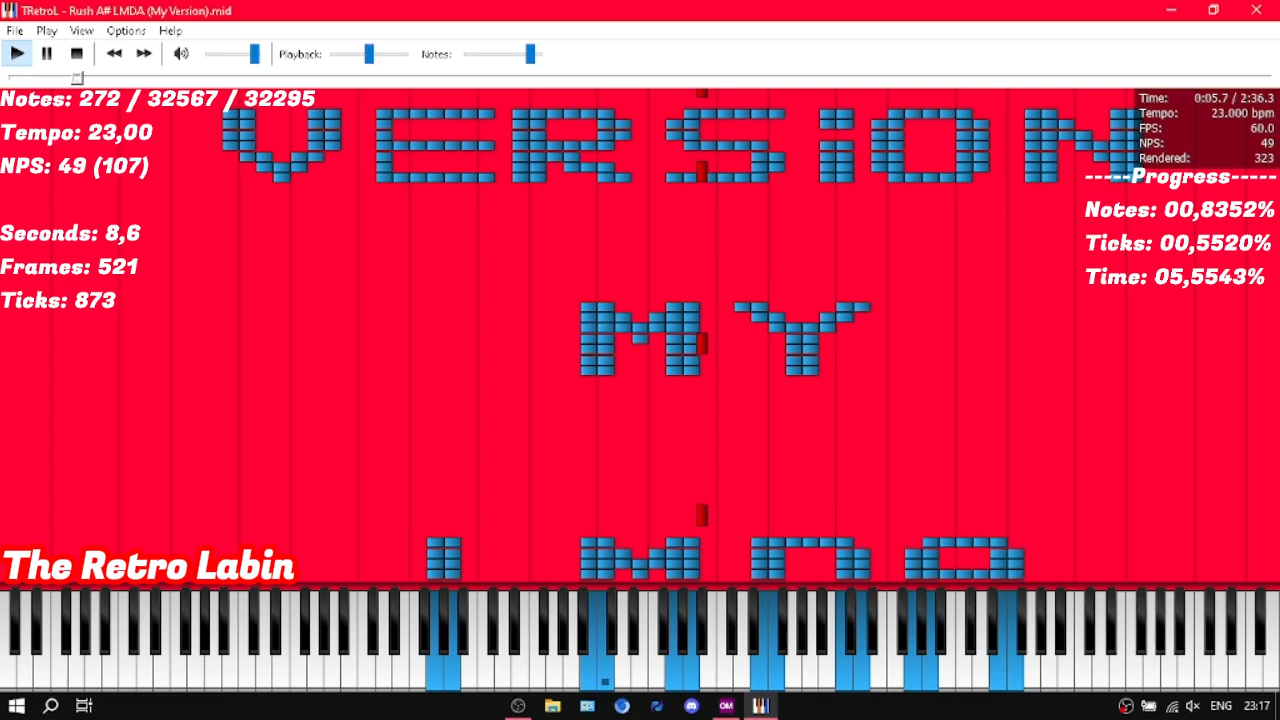 TRetroL - Rush A# LMDA (My Version).mid
File Play View Options Help
Playback: Notes:
Notes: 272 / 32567 / 32295
Tempo: 23,00
NPS: 49 (107)
Seconds: 8,6
Frames: 521
Ticks: 873
Time: 0:05.7 / 2:36.3
Tempo: 23.000 bpm
FPS: 60.0
NPS: 49
Rendered: 323
-----Progress-----
Notes: 00,8352%
Ticks: 00,5520%
Time: 05,5543%
VERSiON
MY
LMDA
The Retro Labin
OM
ENG 23:17